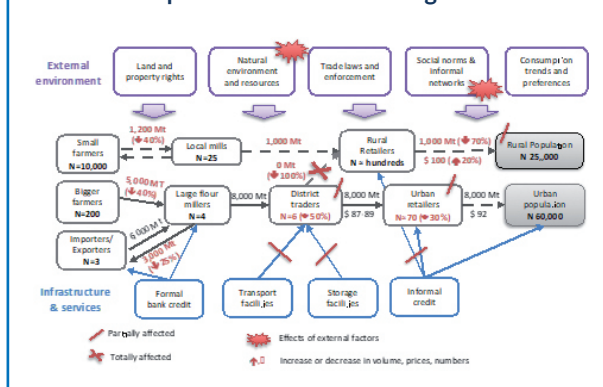 External
environment
Land and
property rights
Natural
environment
and resources
Trade laws and
enforcement
Social norms &
informal
networks
trends and
preferences
Small
farmers
N=10,000
1,200 Mt
(⬇40%)
Local mills
N=25
1,000 Mt
Rural
Retailers
N = hundreds
1,000 Mt (⬇70%)
$ 100 (⬆20%)
Rural Population
N 25,,000
0 Mt
(⬇100%)
Bigger
farmers
N=200
5,000 MT
(⬇40%)
Large flour
millers
N=4
8,000 Mt
District
traders
N=6 (⬇50%)
8,000 Mt
$ 87-89
Urban
retailers
N=70 (⬇30%)
8,000 Mt
$ 92
Urban
population
N 60,000
Importers/
Exporters
N=3
6,000 Mt
3,000 Mt
(⬇25%)
Infrastructure
& services
Formal
bank credit
Transport
facili,ies
Storage
facili,ies
Informal
credit
Partially affected
Totally affected
Effects of external factors
Increase or decrease in volume, prices, numbers